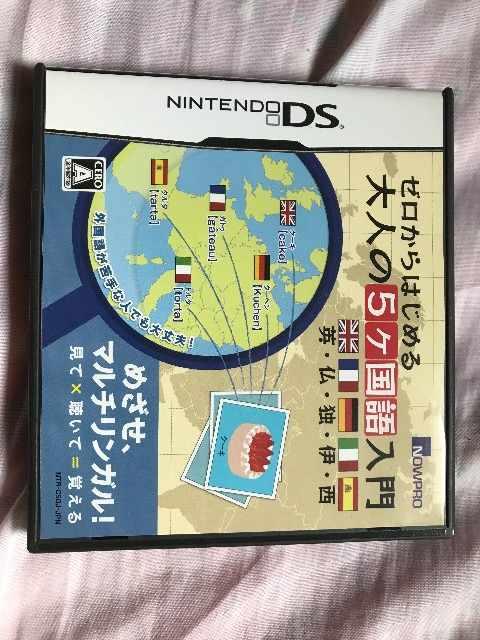 NINTENDO DS
ゼロからはじめる
大人の5ヶ国語入門
英・仏・独・伊・西
NOWPRO
CERO
A
ケーキ
[cake]
ガトゥ
[gâteau]
タルタ
[tarta]
クーヘン
[Kuchen]
トルタ
[torta]
外国語が苦手な人でも大丈夫!
ケーキ
めざせ、
マルチリンガル!
見て×聴いて=覚える